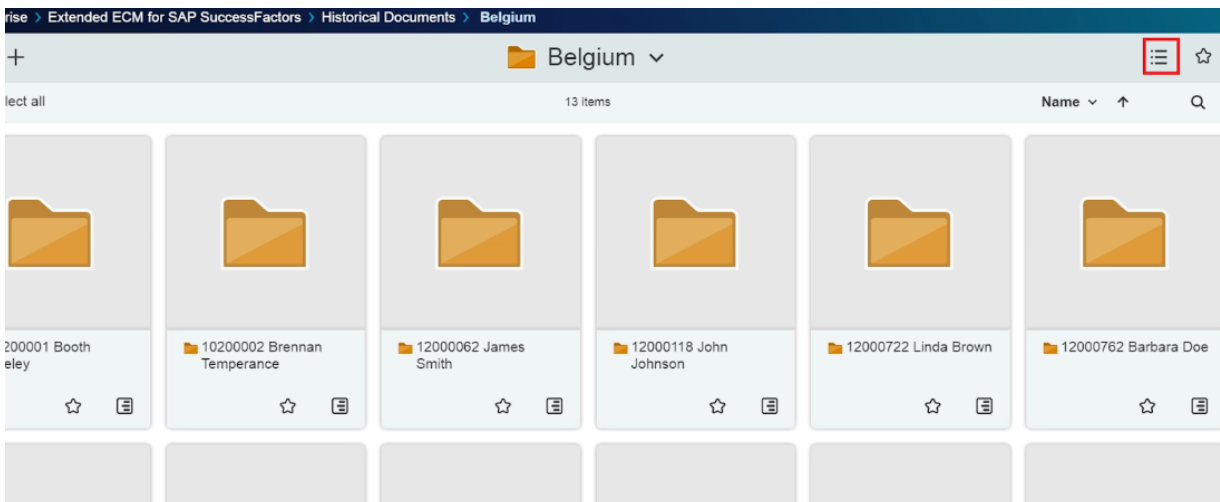 rise > Extended ECM for SAP SuccessFactors > Historical Documents > Belgium
Belgium
lect all
13 items
Name
200001 Booth
eley
10200002 Brennan
Temperance
12000062 James
Smith
12000118 John
Johnson
12000722 Linda Brown
12000762 Barbara Doe